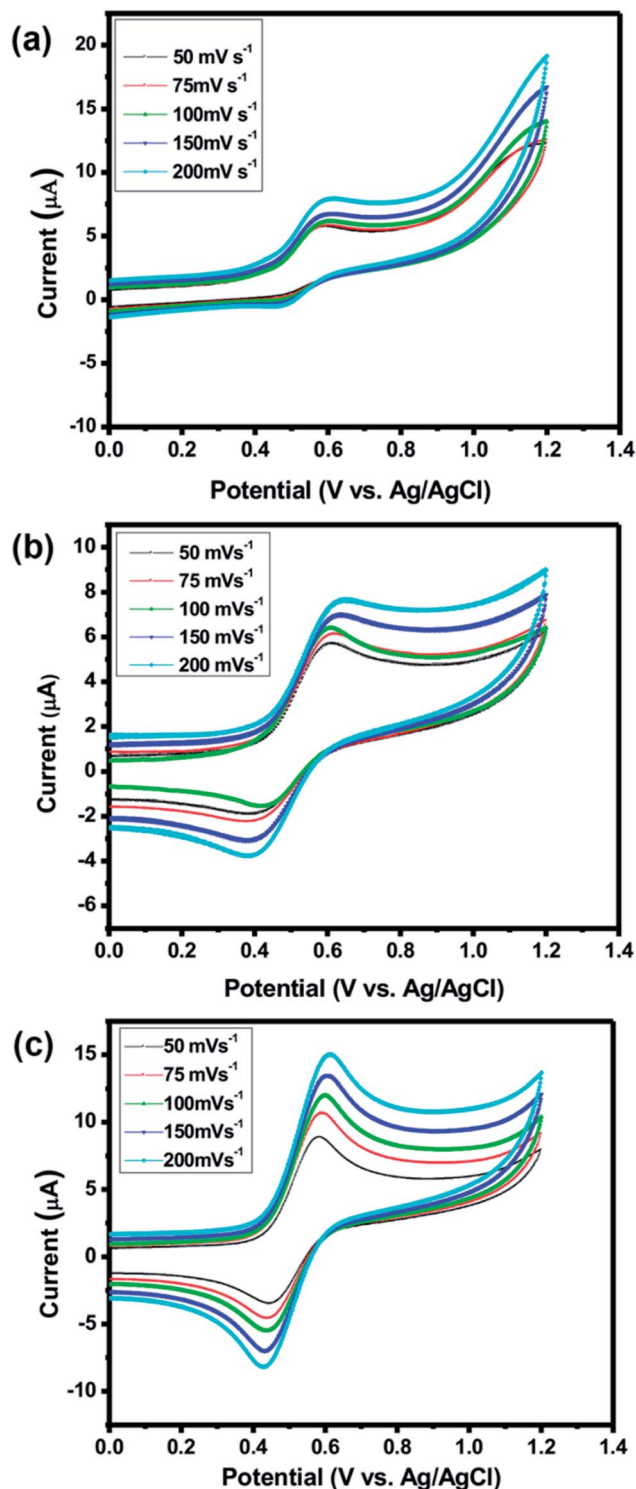 (a)
50 mV s⁻¹
75mV s⁻¹
100mV s⁻¹
150mV s⁻¹
200mV s⁻¹
Current (µA)
20
15
10
5
0
-5
-10
0.0 0.2 0.4 0.6 0.8 1.0 1.2 1.4
Potential (V vs. Ag/AgCl)
(b)
50 mVs⁻¹
75 mVs⁻¹
100 mVs⁻¹
150 mVs⁻¹
200 mVs⁻¹
Current (µA)
10
8
6
4
2
0
-2
-4
-6
0.0 0.2 0.4 0.6 0.8 1.0 1.2 1.4
Potential (V vs. Ag/AgCl)
(c)
50 mVs⁻¹
75 mVs⁻¹
100mVs⁻¹
150mVs⁻¹
200mVs⁻¹
Current (µA)
15
10
5
0
-5
-10
0.0 0.2 0.4 0.6 0.8 1.0 1.2 1.4
Potential (V vs. Ag/AgCl)